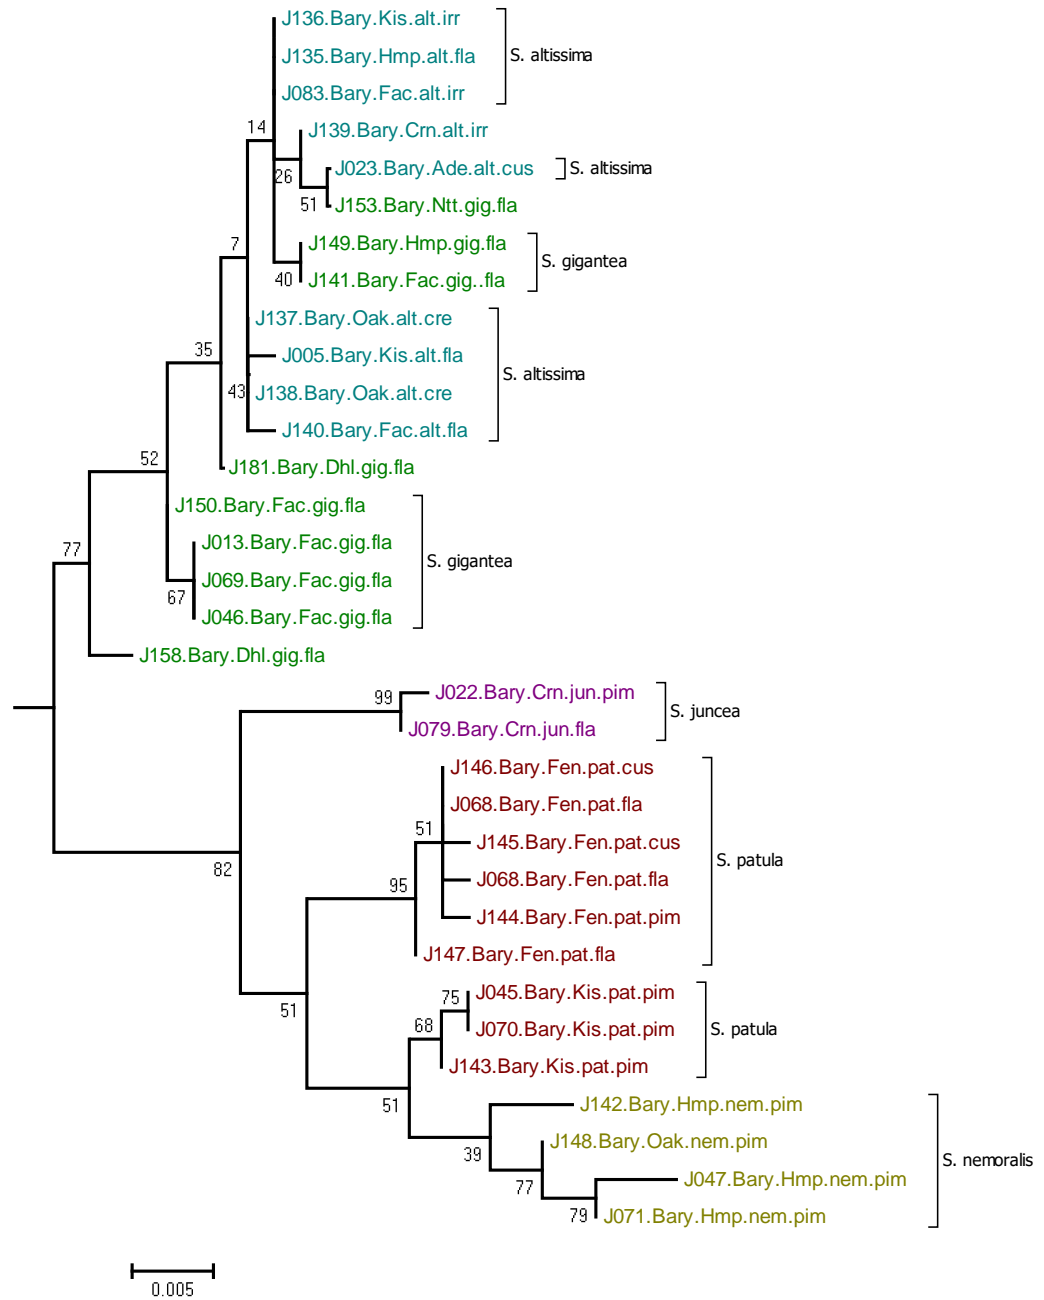 J136.Bary.Kis.alt.irr
J135.Bary.Hmp.alt.fla
S. altissima
J083.Bary.Fac.alt.irr
14
J139.Bary.Crn.alt.irr
26
J023.Bary.Ade.alt.cus
S. altissima
51
J153.Bary.Ntt.gig.fla
7
J149.Bary.Hmp.gig.fla
S. gigantea
40
J141.Bary.Fac.gig..fla
J137.Bary.Oak.alt.cre
35
J005.Bary.Kis.alt.fla
S. altissima
43
J138.Bary.Oak.alt.cre
J140.Bary.Fac.alt.fla
52
J181.Bary.Dhl.gig.fla
J150.Bary.Fac.gig.fla
77
J013.Bary.Fac.gig.fla
S. gigantea
J069.Bary.Fac.gig.fla
67
J046.Bary.Fac.gig.fla
J158.Bary.Dhl.gig.fla
99
J022.Bary.Crn.jun.pim
S. juncea
J079.Bary.Crn.jun.fla
J146.Bary.Fen.pat.cus
J068.Bary.Fen.pat.fla
51
J145.Bary.Fen.pat.cus
S. patula
82
95
J068.Bary.Fen.pat.fla
J144.Bary.Fen.pat.pim
J147.Bary.Fen.pat.fla
75
J045.Bary.Kis.pat.pim
51
68
J070.Bary.Kis.pat.pim
S. patula
J143.Bary.Kis.pat.pim
51
J142.Bary.Hmp.nem.pim
39
J148.Bary.Oak.nem.pim
S. nemoralis
77
J047.Bary.Hmp.nem.pim
79
J071.Bary.Hmp.nem.pim
0.005